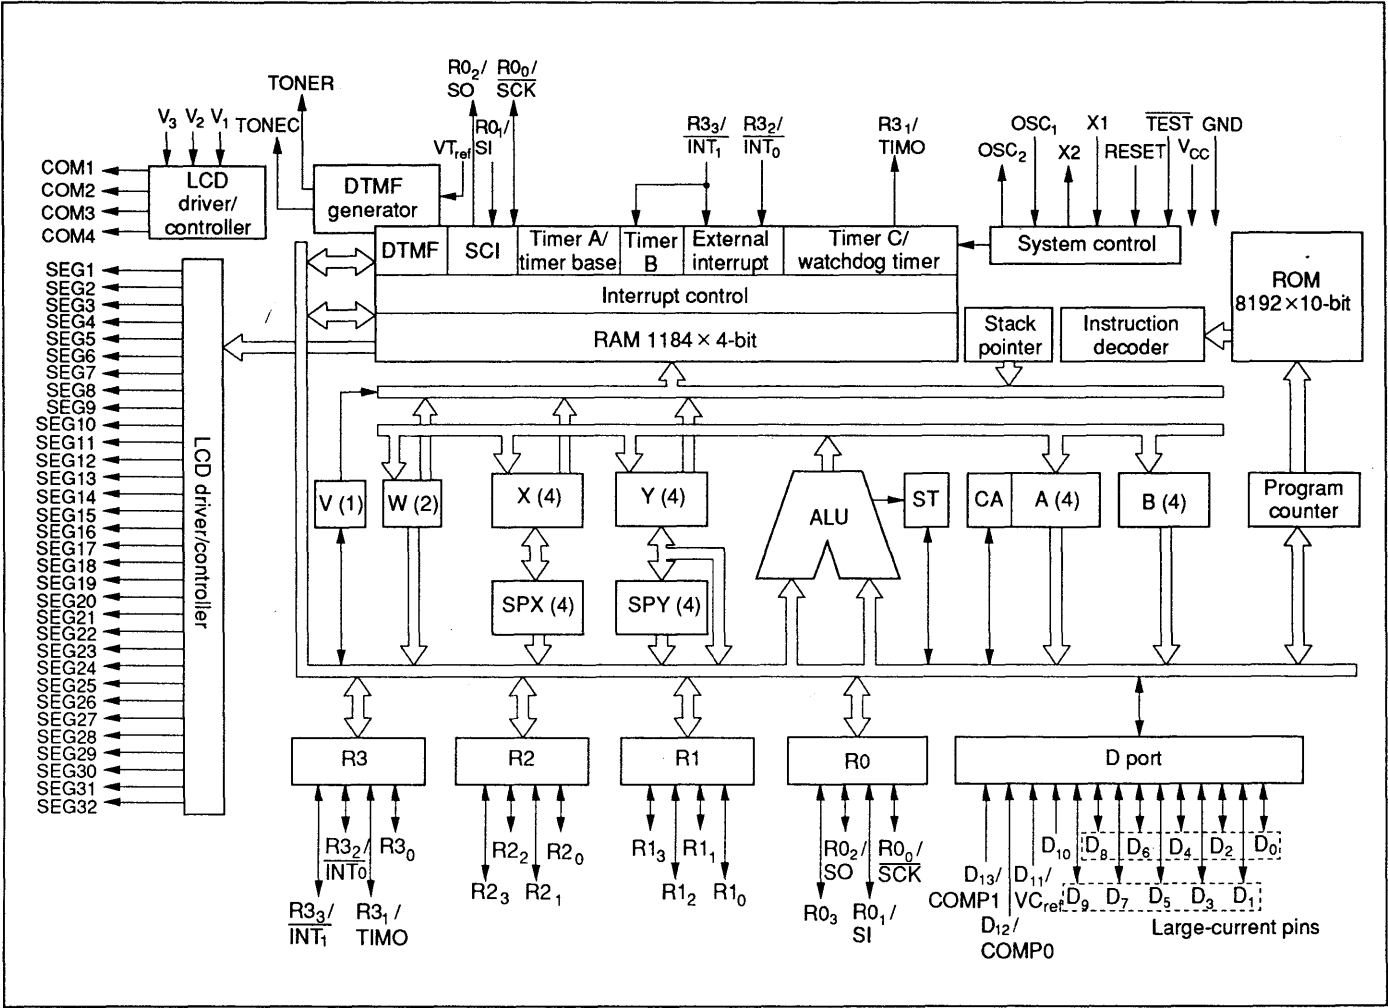 TONER
TONEC
V3 V2 V1
R02/
SO
R00/
SCK
R01/
SI
VTref
R33/
INT1
R32/
INT0
R31/
TIMO
OSC2
OSC1
X2
X1
RESET
TEST
VCC
GND
COM1
COM2
COM3
COM4
LCD
driver/
controller
DTMF
generator
DTMF
SCI
Timer A/
timer base
Timer
B
External
interrupt
Timer C/
watchdog timer
System control
Interrupt control
RAM 1184 × 4-bit
Stack
pointer
Instruction
decoder
ROM
8192 × 10-bit
SEG1
SEG2
SEG3
SEG4
SEG5
SEG6
SEG7
SEG8
SEG9
SEG10
SEG11
SEG12
SEG13
SEG14
SEG15
SEG16
SEG17
SEG18
SEG19
SEG20
SEG21
SEG22
SEG23
SEG24
SEG25
SEG26
SEG27
SEG28
SEG29
SEG30
SEG31
SEG32
LCD driver/controller
V (1)
W (2)
X (4)
Y (4)
ALU
ST
CA
A (4)
B (4)
Program
counter
SPX (4)
SPY (4)
R3
R2
R1
R0
D port
R33/
INT1
R32/
INT0
R31/
TIMO
R30
R23
R22
R21
R20
R13
R12
R11
R10
R03
R02/
SO
R01/
SI
R00/
SCK
D13/
COMP1
D12/
COMP0
D11/
VCref
D10
D8 D6 D4 D2 D0
D9 D7 D5 D3 D1
Large-current pins